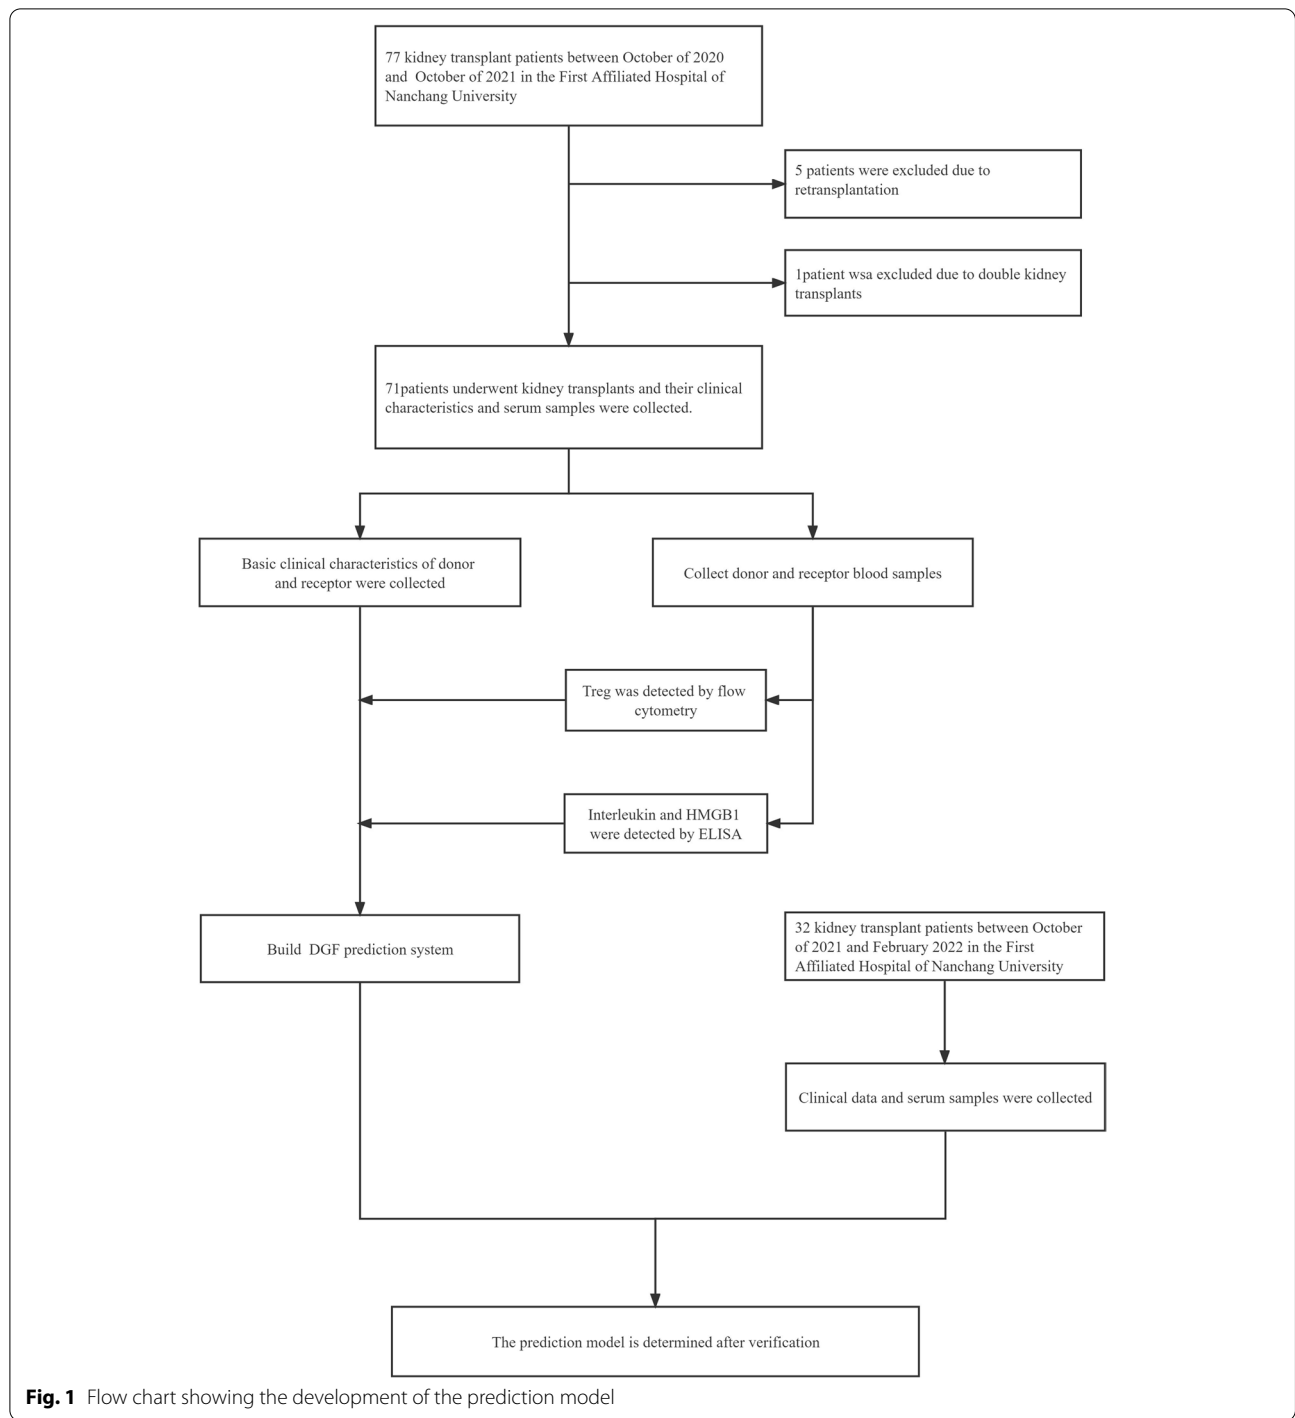 77 kidney transplant patients between October of 2020
and October of 2021 in the First Affiliated Hospital of
Nanchang University
5 patients were excluded due to
retransplantation
1patient wsa excluded due to double kidney
transplants
71patients underwent kidney transplants and their clinical
characteristics and serum samples were collected.
Basic clinical characteristics of donor
and receptor were collected
Collect donor and receptor blood samples
Treg was detected by flow
cytometry
Interleukin and HMGB1
were detected by ELISA
Build DGF prediction system
32 kidney transplant patients between October
of 2021 and February 2022 in the First
Affiliated Hospital of Nanchang University
Clinical data and serum samples were collected
The prediction model is determined after verification
Fig. 1 Flow chart showing the development of the prediction model